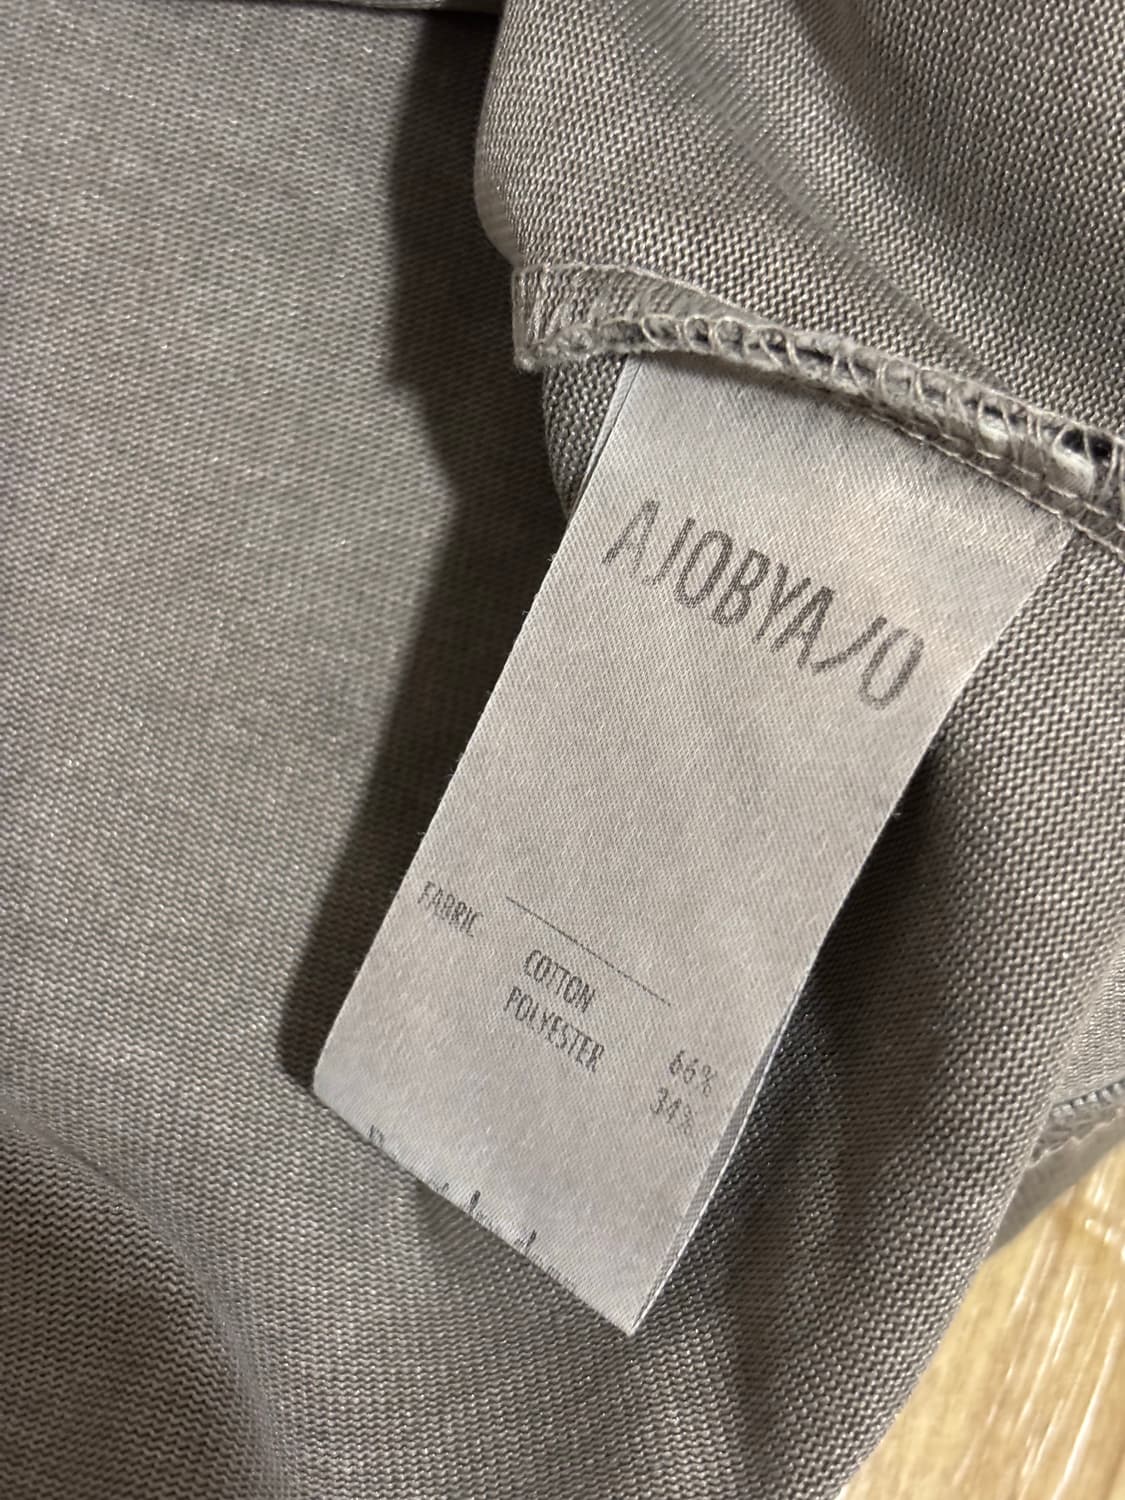 AJOBYAJO
FABRIC
COTTON 66%
POLYESTER 34%